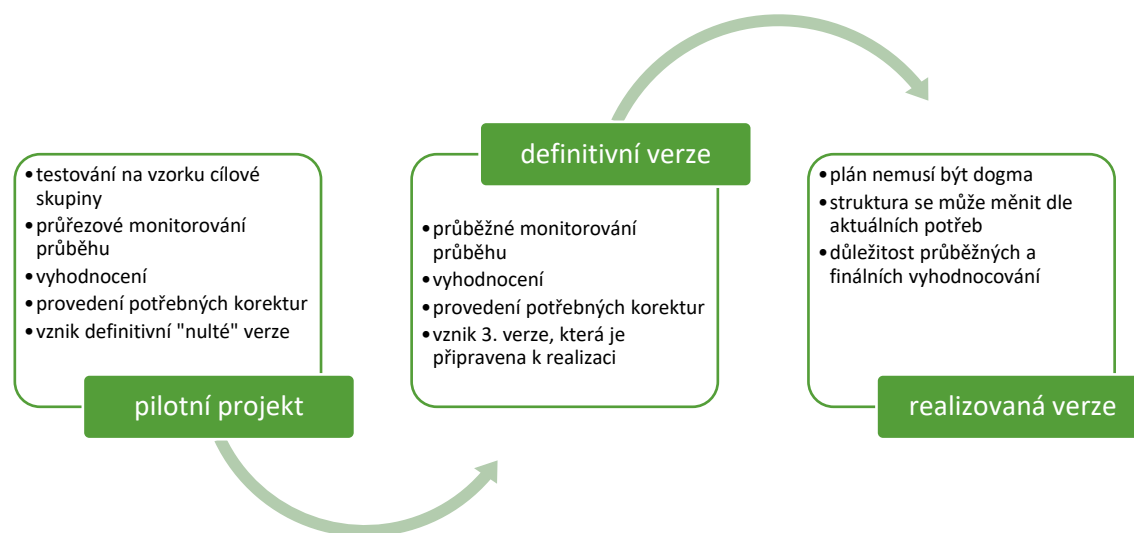 • testování na vzorku cílové
skupiny
• průřezové monitorování
průběhu
• vyhodnocení
• provedení potřebných korektur
• vznik definitivní "nulté" verze
pilotní projekt
definitivní verze
• průběžné monitorování
průběhu
• vyhodnocení
• provedení potřebných korektur
• vznik 3. verze, která je
připravena k realizaci
• plán nemusí být dogma
• struktura se může měnit dle
aktuálních potřeb
• důležitost průběžných a
finálních vyhodnocování
realizovaná verze